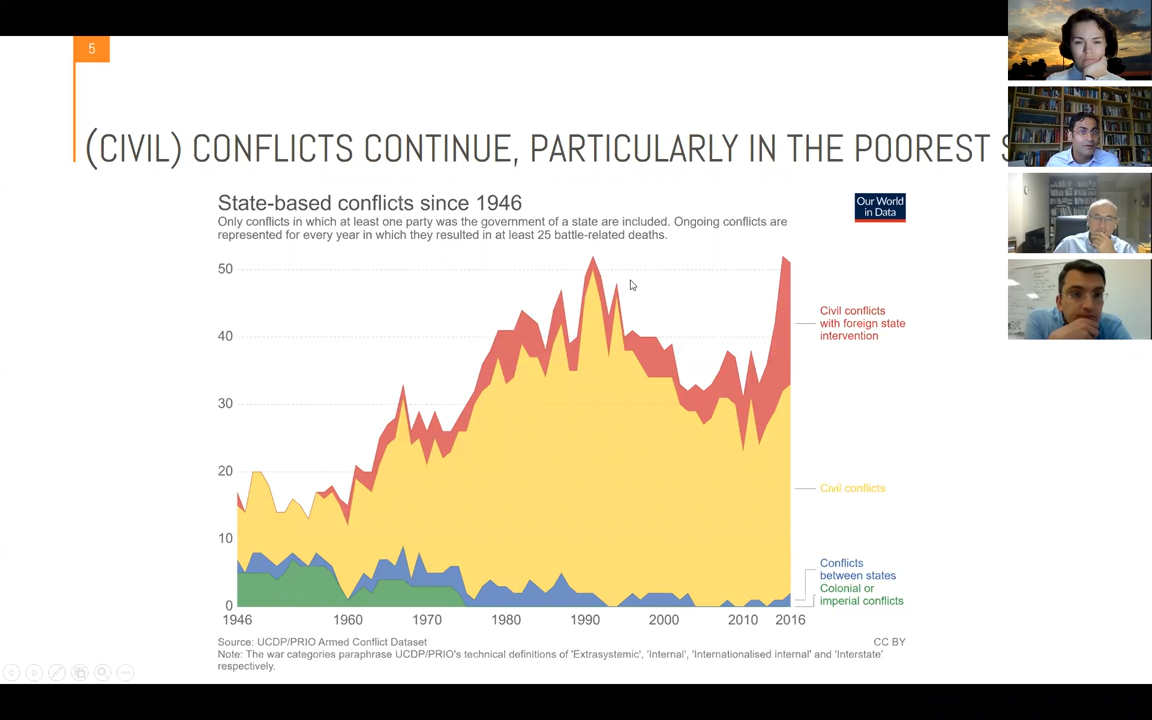 5
(CIVIL) CONFLICTS CONTINUE, PARTICULARLY IN THE POOREST
State-based conflicts since 1946
Only conflicts in which at least one party was the government of a state are included. Ongoing conflicts are
represented for every year in which they resulted in at least 25 battle-related deaths.
Our World
in Data
50
40
30
20
10
0
1946
1960
1970
1980
1990
2000
2010
2016
Civil conflicts
with foreign state
intervention
Civil conflicts
Conflicts
between states
Colonial or
imperial conflicts
Source: UCDP/PRIO Armed Conflict Dataset
CC BY
Note: The war categories paraphrase UCDP/PRIO's technical definitions of 'Extrasystemic', 'Internal', 'Internationalised internal' and 'Interstate'
respectively.